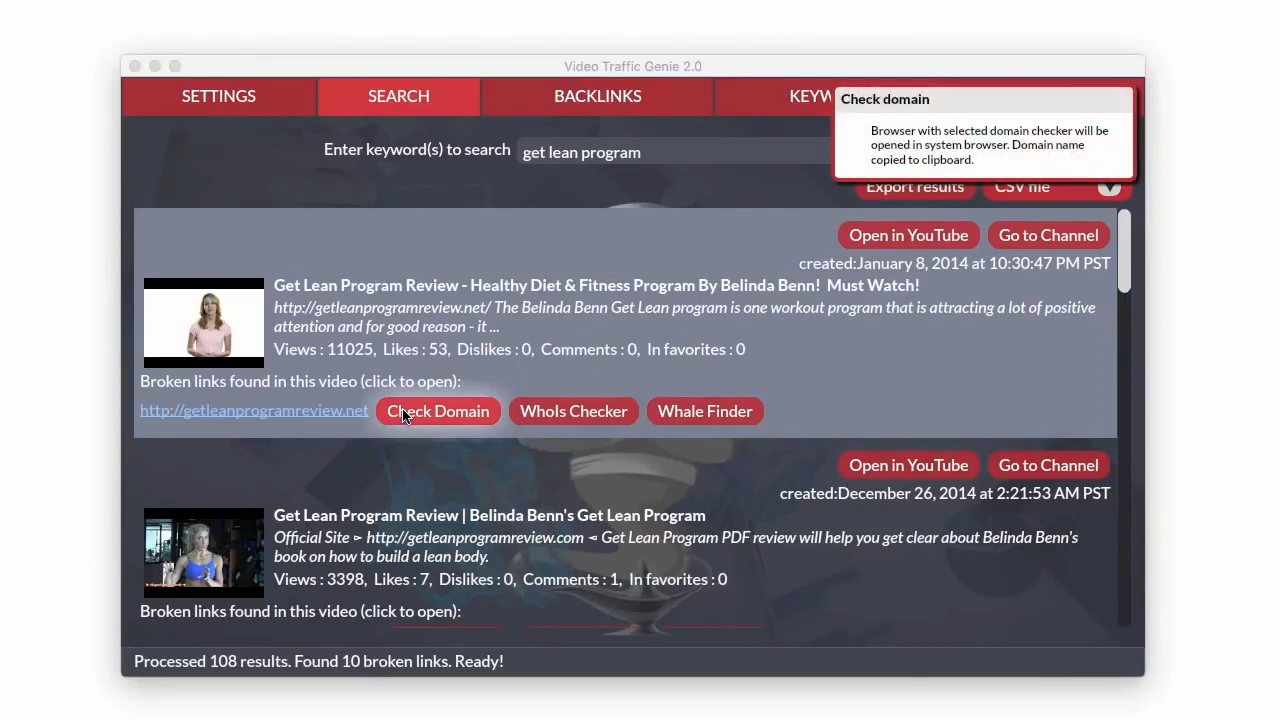 Video Traffic Genie 2.0
SETTINGS
SEARCH
BACKLINKS
KEYW
Check domain
Browser with selected domain checker will be
opened in system browser. Domain name
copied to clipboard.
Enter keyword(s) to search
get lean program
Export results
CSV file
Open in YouTube
Go to Channel
created:January 8, 2014 at 10:30:47 PM PST
Get Lean Program Review - Healthy Diet & Fitness Program By Belinda Benn! Must Watch!
http://getleanprogramreview.net/ The Belinda Benn Get Lean program is one workout program that is attracting a lot of positive
attention and for good reason - it ...
Views : 11025, Likes : 53, Dislikes : 0, Comments : 0, In favorites : 0
Broken links found in this video (click to open):
http://getleanprogramreview.net
Check Domain
WhoIs Checker
Whale Finder
Open in YouTube
Go to Channel
created:December 26, 2014 at 2:21:53 AM PST
Get Lean Program Review | Belinda Benn's Get Lean Program
Official Site ► http://getleanprogramreview.com ◄ Get Lean Program PDF review will help you get clear about Belinda Benn's
book on how to build a lean body.
Views : 3398, Likes : 7, Dislikes : 0, Comments : 1, In favorites : 0
Broken links found in this video (click to open):
Processed 108 results. Found 10 broken links. Ready!